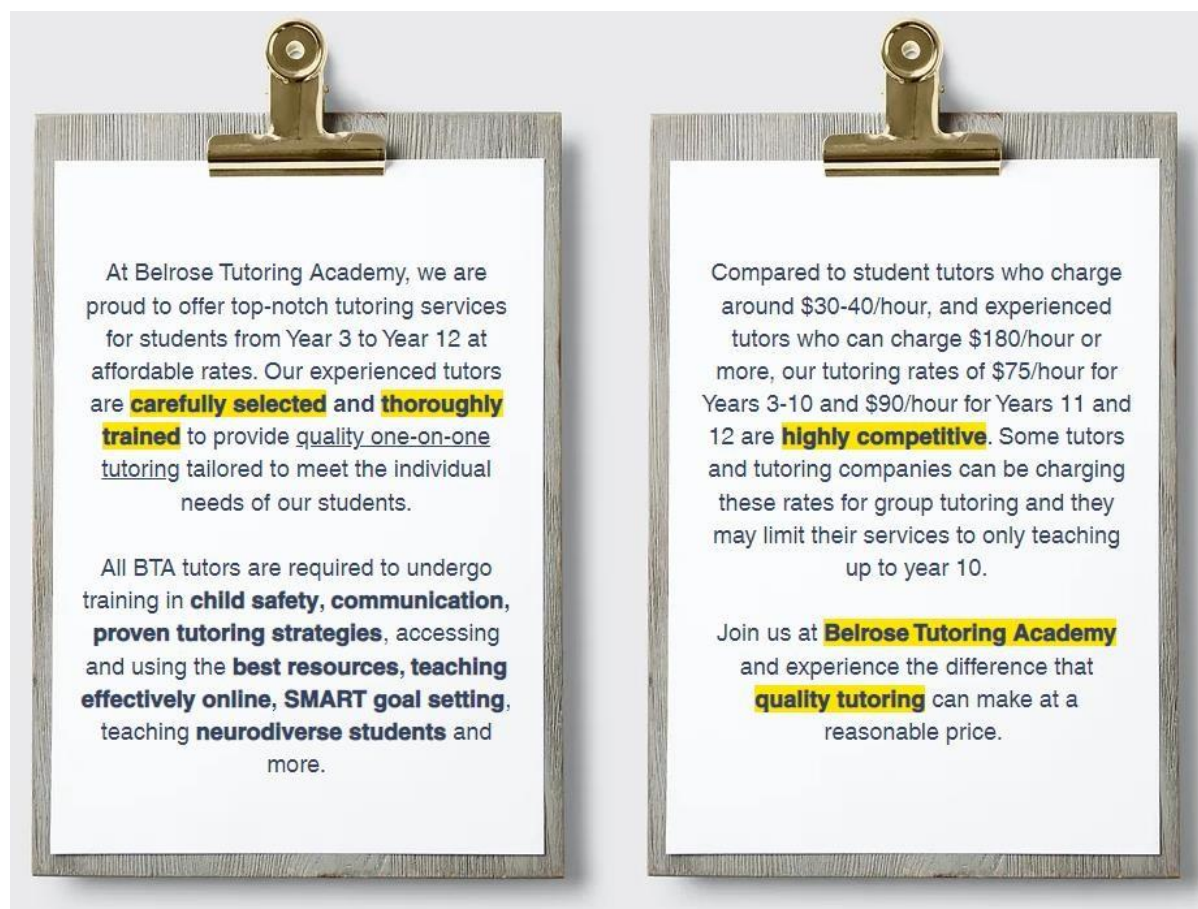 At Belrose Tutoring Academy, we are
proud to offer top-notch tutoring services
for students from Year 3 to Year 12 at
affordable rates. Our experienced tutors
are carefully selected and thoroughly
trained to provide quality one-on-one
tutoring tailored to meet the individual
needs of our students.
All BTA tutors are required to undergo
training in child safety, communication,
proven tutoring strategies, accessing
and using the best resources, teaching
effectively online, SMART goal setting,
teaching neurodiverse students and
more.
Compared to student tutors who charge
around $30-40/hour, and experienced
tutors who can charge $180/hour or
more, our tutoring rates of $75/hour for
Years 3-10 and $90/hour for Years 11 and
12 are highly competitive. Some tutors
and tutoring companies can be charging
these rates for group tutoring and they
may limit their services to only teaching
up to year 10.
Join us at Belrose Tutoring Academy
and experience the difference that
quality tutoring can make at a
reasonable price.